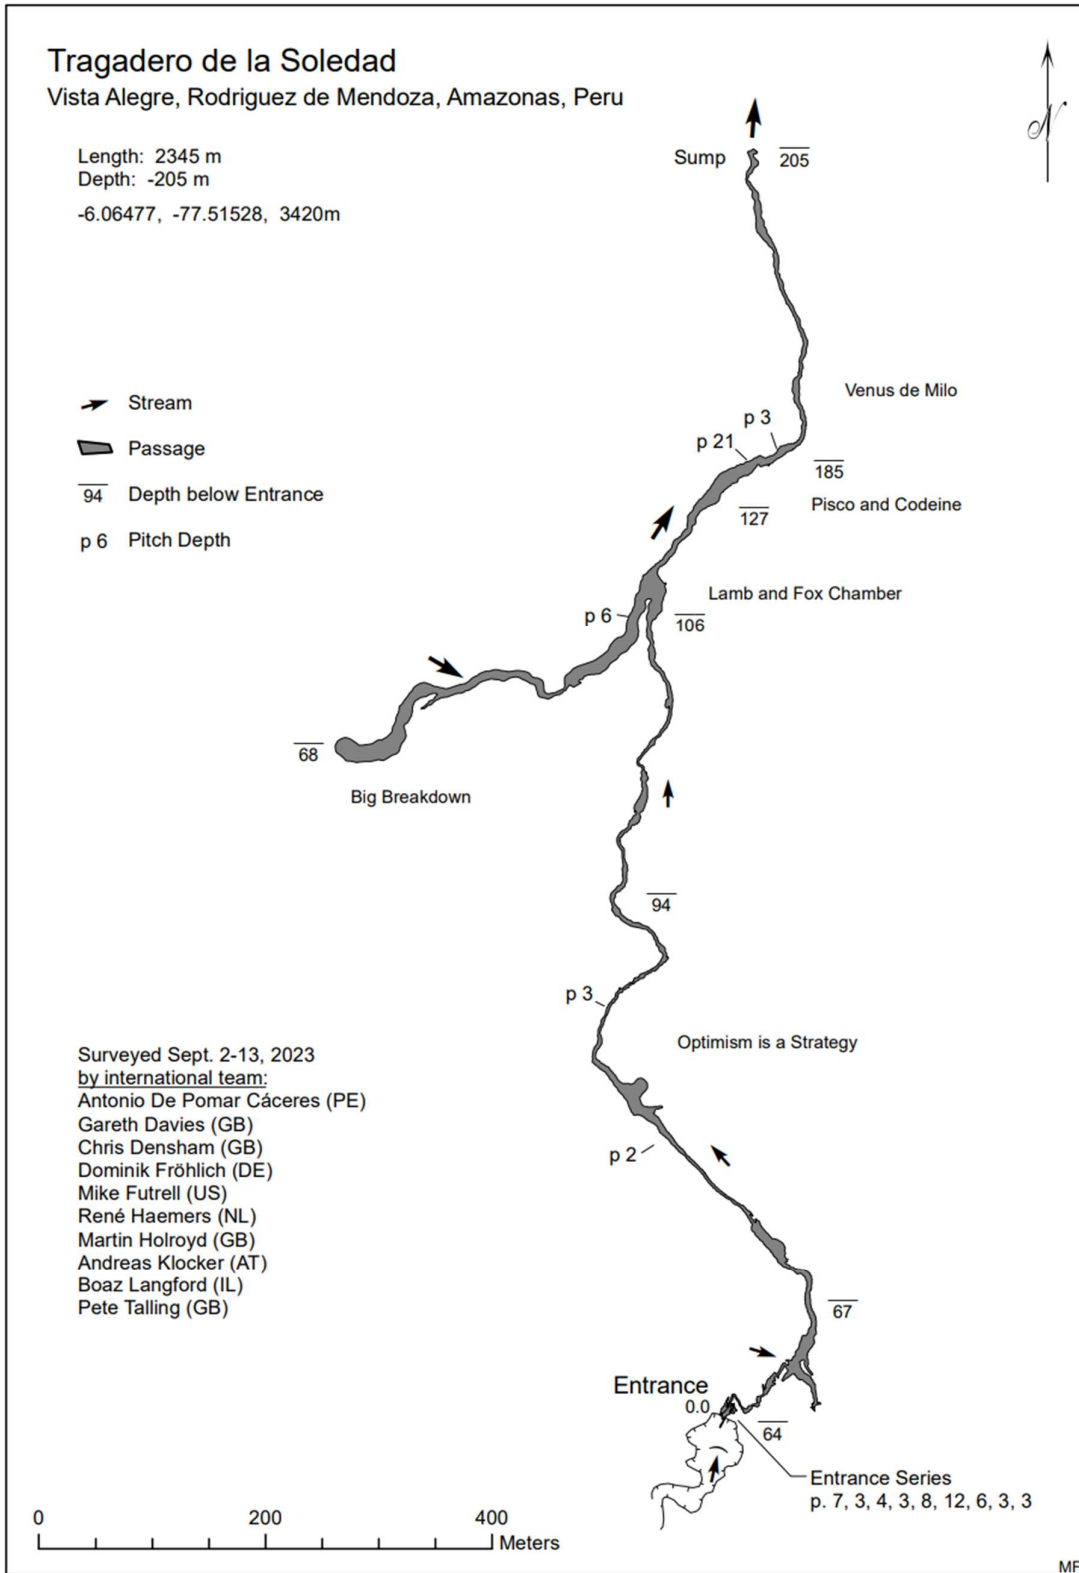 Tragadero de la Soledad
Vista Alegre, Rodriguez de Mendoza, Amazonas, Peru
N
Length: 2345 m
Depth: -205 m
-6.06477, -77.51528, 3420m
Sump
205
Stream
Passage
94 Depth below Entrance
p 6 Pitch Depth
Venus de Milo
p 3
p 21
185
127
Pisco and Codeine
Lamb and Fox Chamber
p 6
106
68
Big Breakdown
94
p 3
Optimism is a Strategy
p 2
Surveyed Sept. 2-13, 2023
by international team:
Antonio De Pomar Cáceres (PE)
Gareth Davies (GB)
Chris Densham (GB)
Dominik Fröhlich (DE)
Mike Futrell (US)
René Haemers (NL)
Martin Holroyd (GB)
Andreas Klocker (AT)
Boaz Langford (IL)
Pete Talling (GB)
67
Entrance
0.0
64
Entrance Series
p. 7, 3, 4, 3, 8, 12, 6, 3, 3
0 200 400
Meters
MF